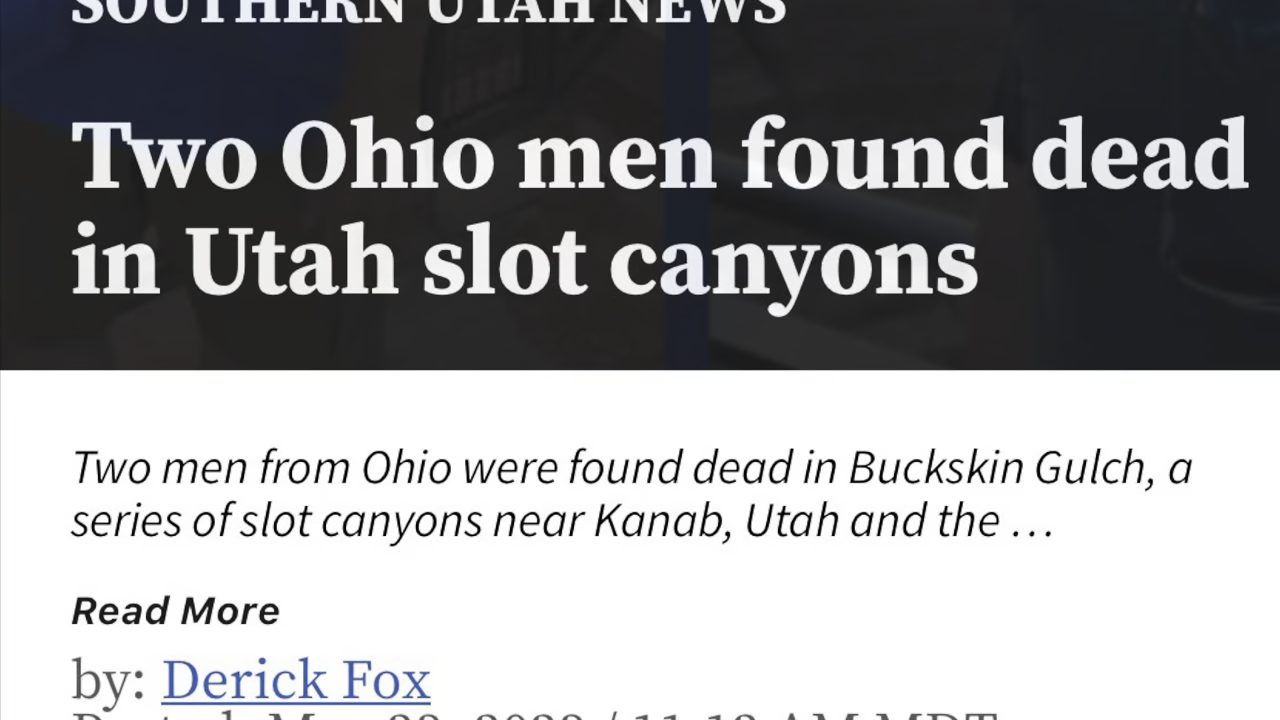 SOUTHERN UTAH NEWS
Two Ohio men found dead
in Utah slot canyons
Two men from Ohio were found dead in Buckskin Gulch, a
series of slot canyons near Kanab, Utah and the …
Read More
by: Derick Fox